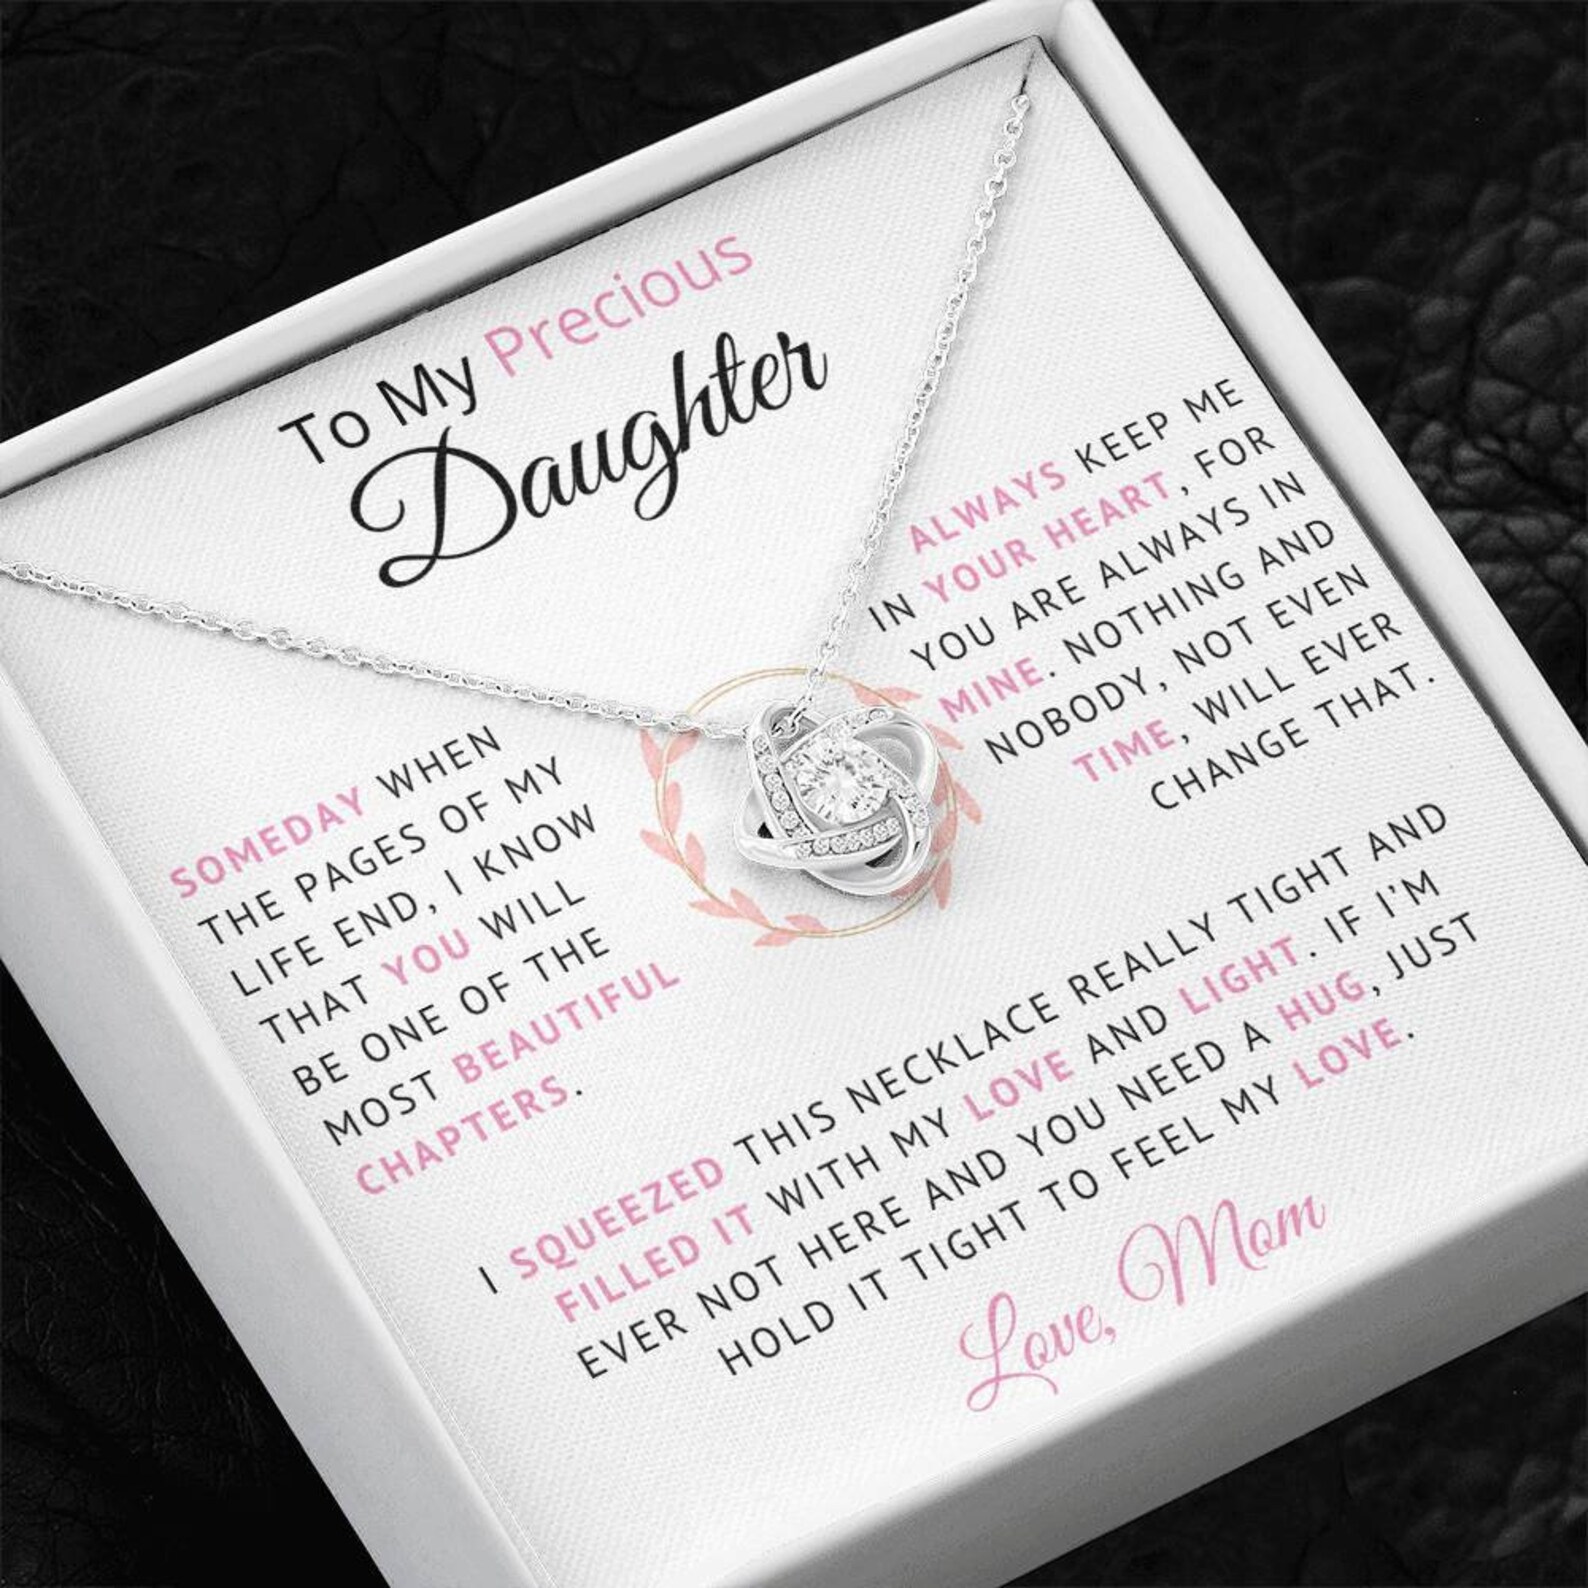 To My Precious
Daughter
ALWAYS KEEP ME
IN YOUR HEART, FOR
YOU ARE ALWAYS IN
MINE. NOTHING AND
NOBODY, NOT EVEN
TIME, WILL EVER
CHANGE THAT.
SOMEDAY WHEN
THE PAGES OF MY
LIFE END, I KNOW
THAT YOU WILL
BE ONE OF THE
MOST BEAUTIFUL
CHAPTERS.
I SQUEEZED THIS NECKLACE REALLY TIGHT AND
FILLED IT WITH MY LOVE AND LIGHT. IF I'M
EVER NOT HERE AND YOU NEED A HUG, JUST
HOLD IT TIGHT TO FEEL MY LOVE.
Love, Mom